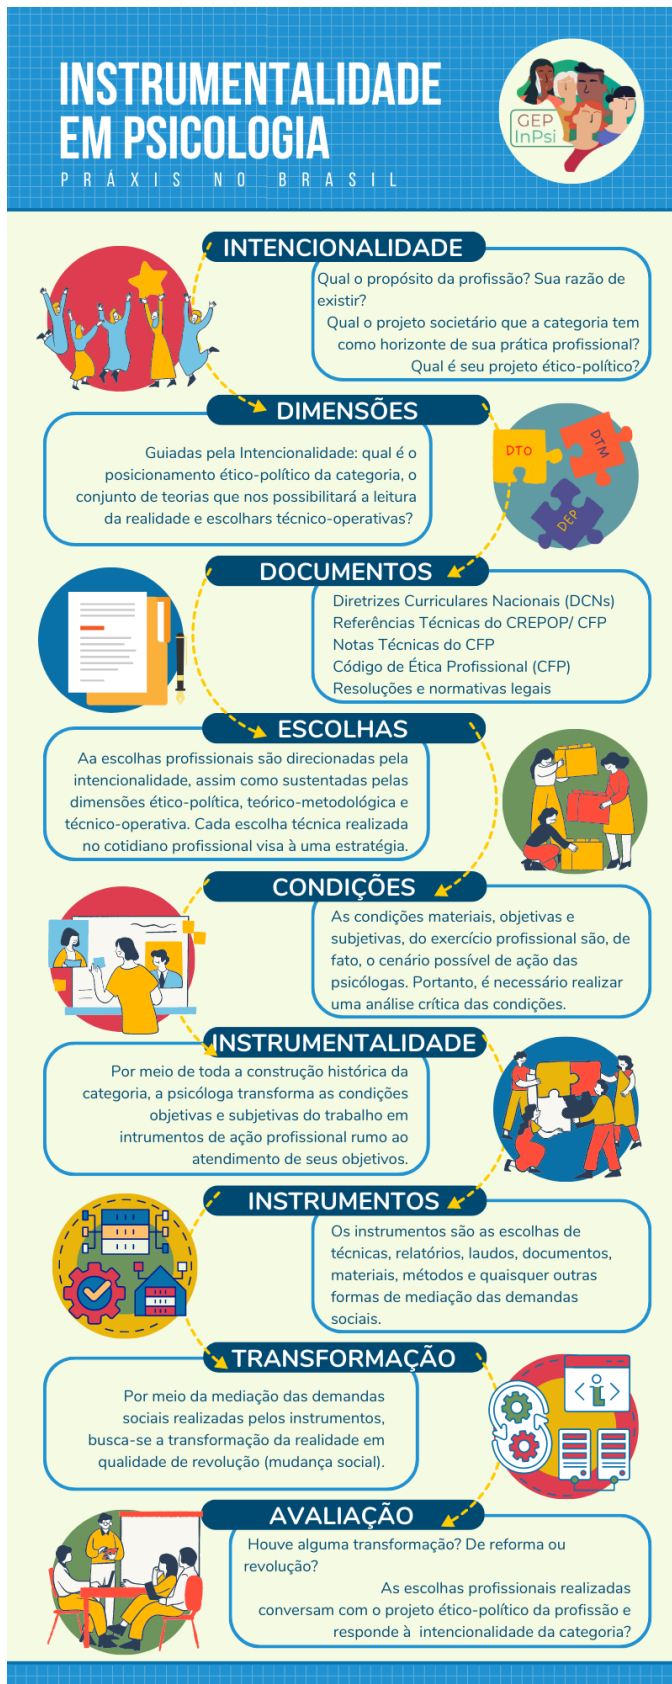 INSTRUMENTALIDADE
EM PSICOLOGIA
PRÁXIS NO BRASIL
GEP
InPsi
INTENCIONALIDADE
Qual o propósito da profissão? Sua razão de
existir?
Qual o projeto societário que a categoria tem
como horizonte de sua prática profissional?
Qual é seu projeto ético-político?
DIMENSÕES
Guiadas pela Intencionalidade: qual é o
posicionamento ético-político da categoria, o
conjunto de teorias que nos possibilitará a leitura
da realidade e escolhars técnico-operativas?
DTO
DTM
DEP
DOCUMENTOS
Diretrizes Curriculares Nacionais (DCNs)
Referências Técnicas do CREPOP/ CFP
Notas Técnicas do CFP
Código de Ética Profissional (CFP)
Resoluções e normativas legais
ESCOLHAS
Aa escolhas profissionais são direcionadas pela
intencionalidade, assim como sustentadas pelas
dimensões ético-política, teórico-metodológica e
técnico-operativa. Cada escolha técnica realizada
no cotidiano profissional visa à uma estratégia.
CONDIÇÕES
As condições materiais, objetivas e
subjetivas, do exercício profissional são, de
fato, o cenário possível de ação das
psicólogas. Portanto, é necessário realizar
uma análise crítica das condições.
INSTRUMENTALIDADE
Por meio de toda a construção histórica da
categoria, a psicóloga transforma as condições
objetivas e subjetivas do trabalho em
intrumentos de ação profissional rumo ao
atendimento de seus objetivos.
INSTRUMENTOS
Os instrumentos são as escolhas de
técnicas, relatórios, laudos, documentos,
materiais, métodos e quaisquer outras
formas de mediação das demandas
sociais.
TRANSFORMAÇÃO
Por meio da mediação das demandas
sociais realizadas pelos instrumentos,
busca-se a transformação da realidade em
qualidade de revolução (mudança social).
AVALIAÇÃO
Houve alguma transformação? De reforma ou
revolução?
As escolhas profissionais realizadas
conversam com o projeto ético-político da profissão e
responde à intencionalidade da categoria?